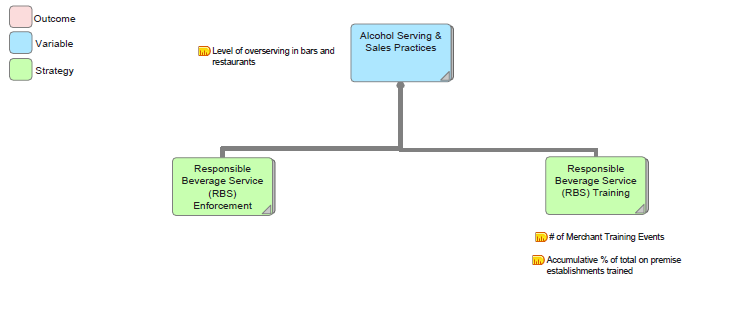 Outcome
Variable
Strategy
Level of overserving in bars and
restaurants
Alcohol Serving &
Sales Practices
Responsible
Beverage Service
(RBS)
Enforcement
Responsible
Beverage Service
(RBS) Training
# of Merchant Training Events
Accumulative % of total on premise
establishments trained